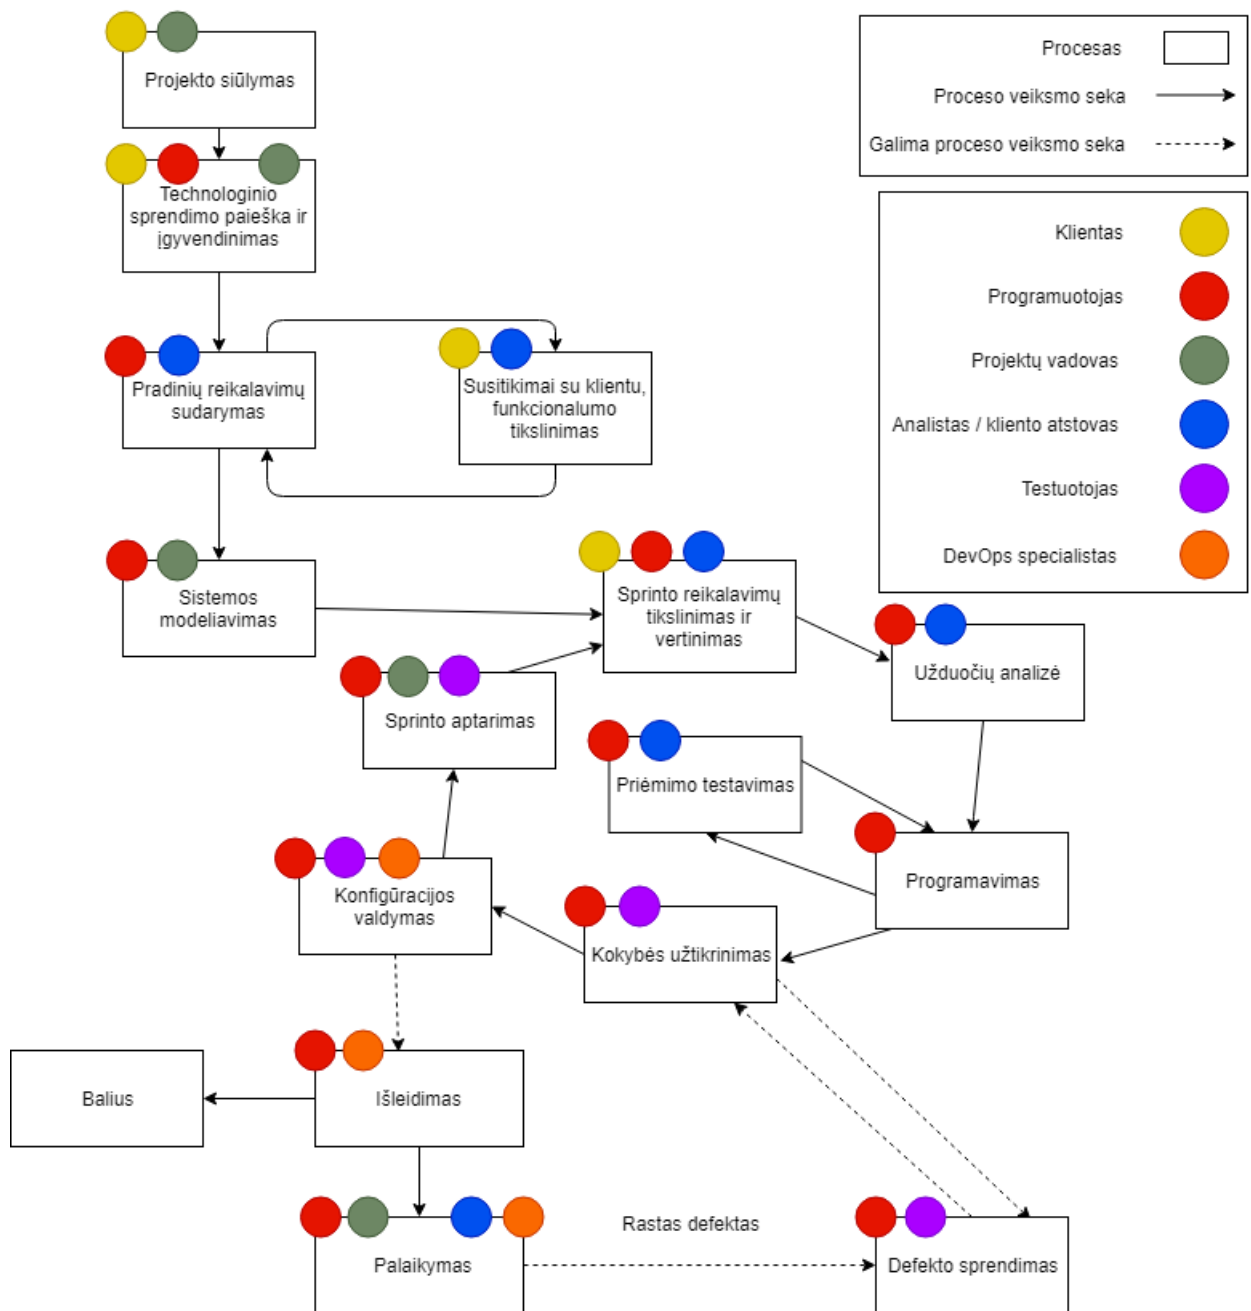 Projekto siūlymas
Procesas
Proceso veiksmo seka
Galima proceso veiksmo seka
Technologinio
sprendimo paieška ir
įgyvendinimas
Klientas
Programuotojas
Projektų vadovas
Analistas / kliento atstovas
Testuotojas
DevOps specialistas
Pradinių reikalavimų
sudarymas
Susitikimai su klientu,
funkcionalumo
tikslinimas
Sistemos
modeliavimas
Sprinto reikalavimų
tikslinimas ir
vertinimas
Užduočių analizė
Sprinto aptarimas
Priėmimo testavimas
Programavimas
Konfigūracijos
valdymas
Kokybės užtikrinimas
Balius
Išleidimas
Rastas defektas
Palaikymas
Defekto sprendimas